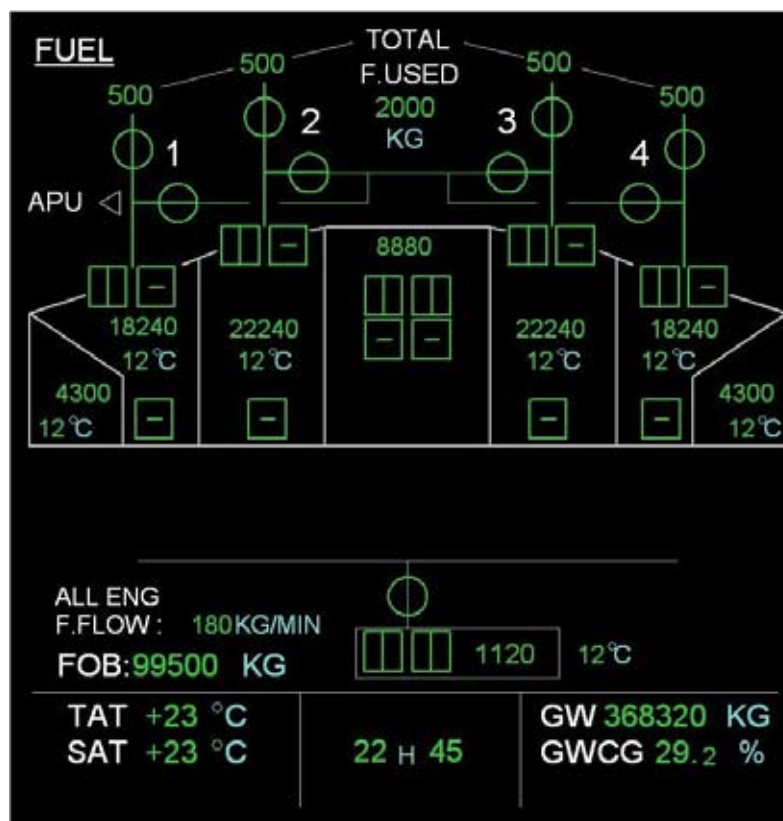 FUEL
TOTAL
F.USED
500 500 500 500
2000
KG
1 2 3 4
APU
8880
18240 22240 22240 18240
12°C 12°C 12°C 12°C
4300 4300
12°C 12°C
ALL ENG
F.FLOW : 180 KG/MIN
FOB:99500 KG
1120 12°C
TAT +23 °C
SAT +23 °C
22 H 45
GW 368320 KG
GWCG 29.2 %